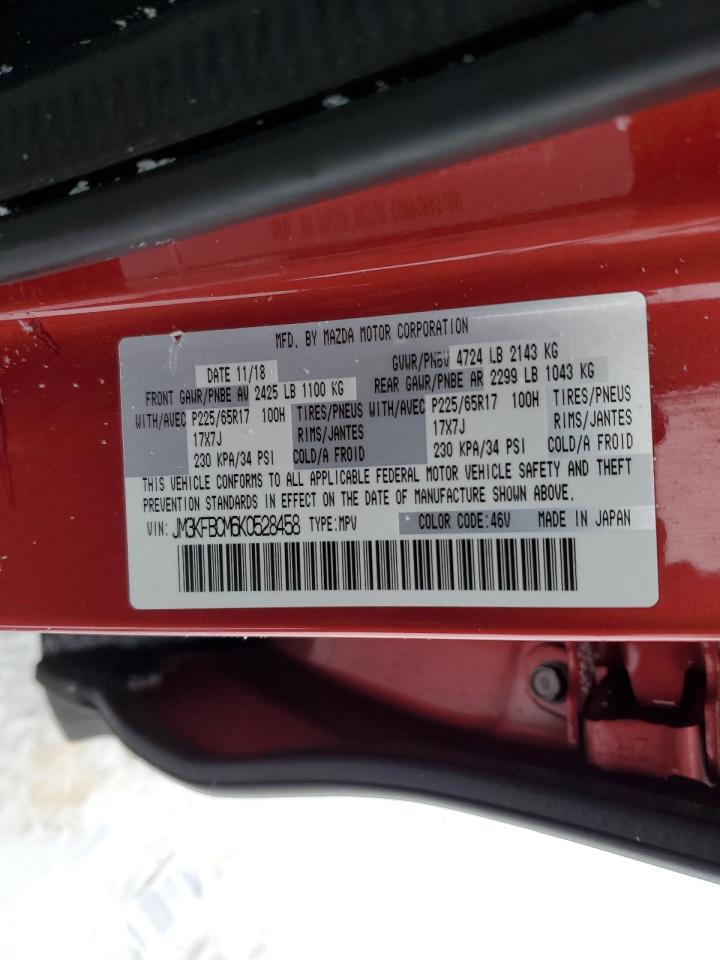 MFD. BY MAZDA MOTOR CORPORATION
DATE 11/18 GVWR/PNBV 4724 LB 2143 KG
FRONT GAWR/PNBE AV 2425 LB 1100 KG REAR GAWR/PNBE AR 2299 LB 1043 KG
WITH/AVEC P225/65R17 100H TIRES/PNEUS WITH/AVEC P225/65R17 100H TIRES/PNEUS
17X7J RIMS/JANTES 17X7J RIMS/JANTES
230 KPA/34 PSI COLD/A FROID 230 KPA/34 PSI COLD/A FROID
THIS VEHICLE CONFORMS TO ALL APPLICABLE FEDERAL MOTOR VEHICLE SAFETY AND THEFT
PREVENTION STANDARDS IN EFFECT ON THE DATE OF MANUFACTURE SHOWN ABOVE.
VIN: JM3KFBCM6K0528458 TYPE:MPV COLOR CODE:46V MADE IN JAPAN